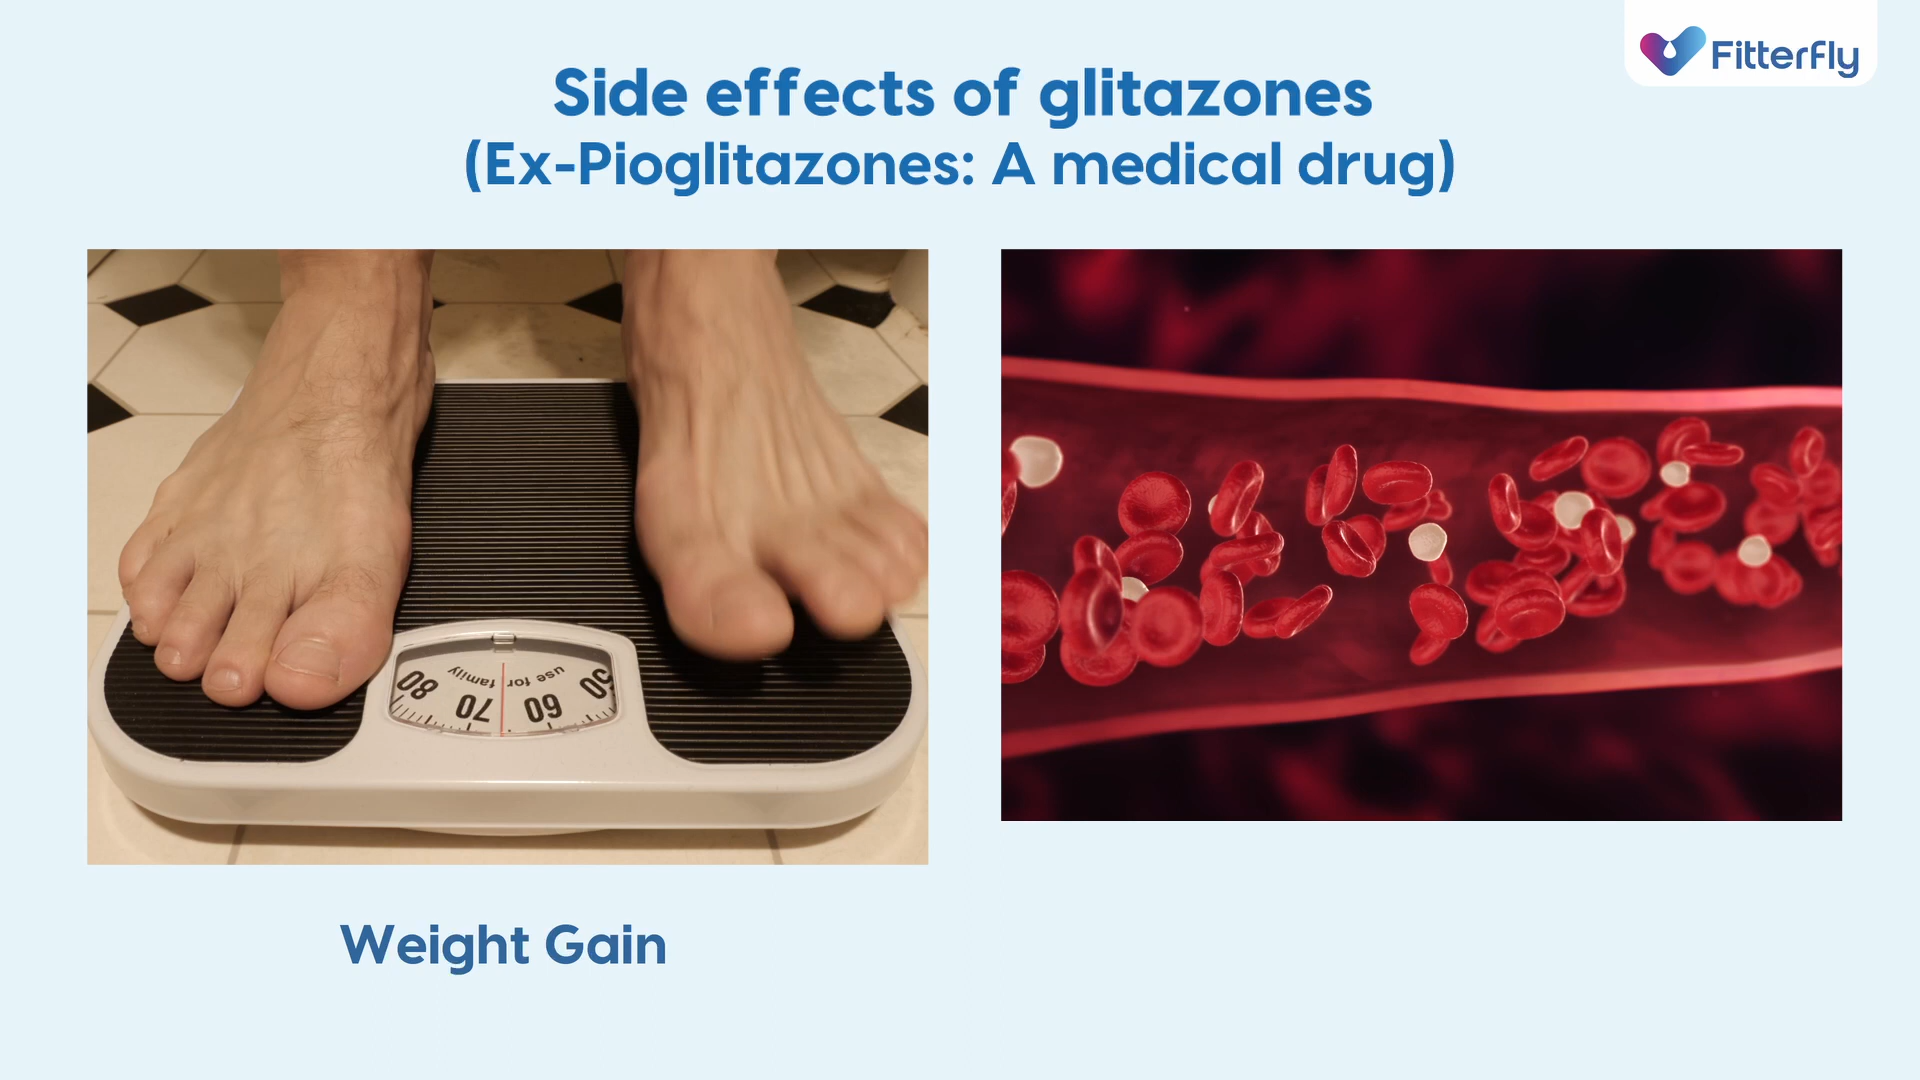 Fitterfly
Side effects of glitazones
(Ex-Pioglitazones: A medical drug)
use for family
80 70 60 50
Weight Gain